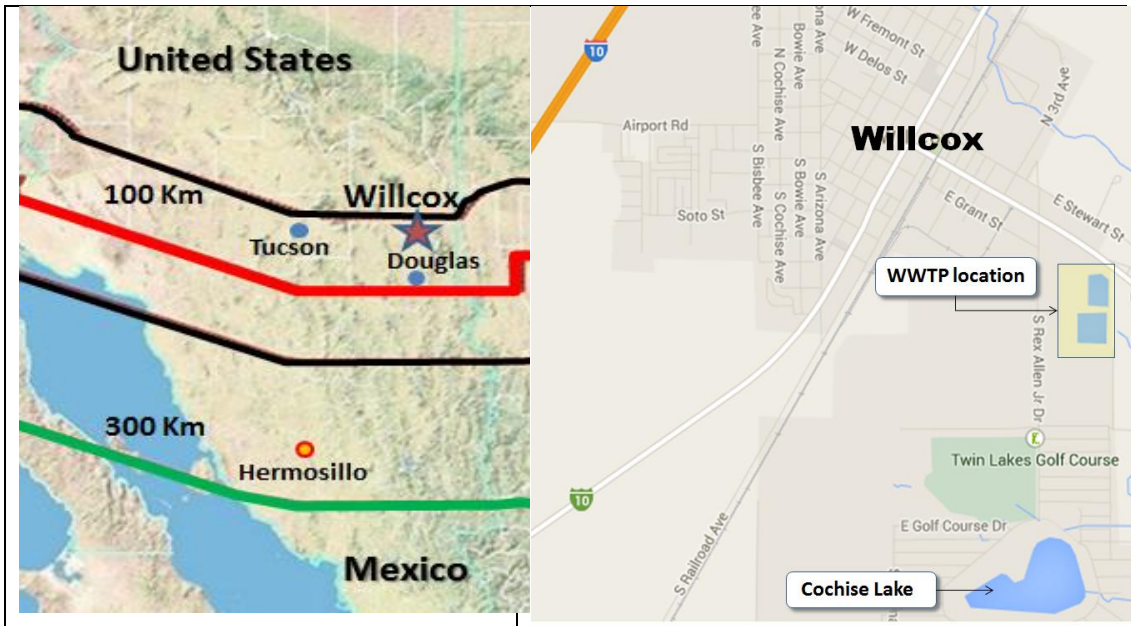 United States
100 Km
Willcox
Tucson
Douglas
300 Km
Hermosillo
Mexico
10
Airport Rd
Soto St
S Bisbee Ave
N Cochise Ave
Bowie Ave
S Cochise Ave
S Bowie Ave
S Arizona Ave
W Fremont St
W Delos St
N 3rd Ave
Willcox
E Grant St
E Stewart St
WWTP location
S Rex Allen Jr Dr
Twin Lakes Golf Course
10
E Golf Course Dr
S Railroad Ave
Cochise Lake